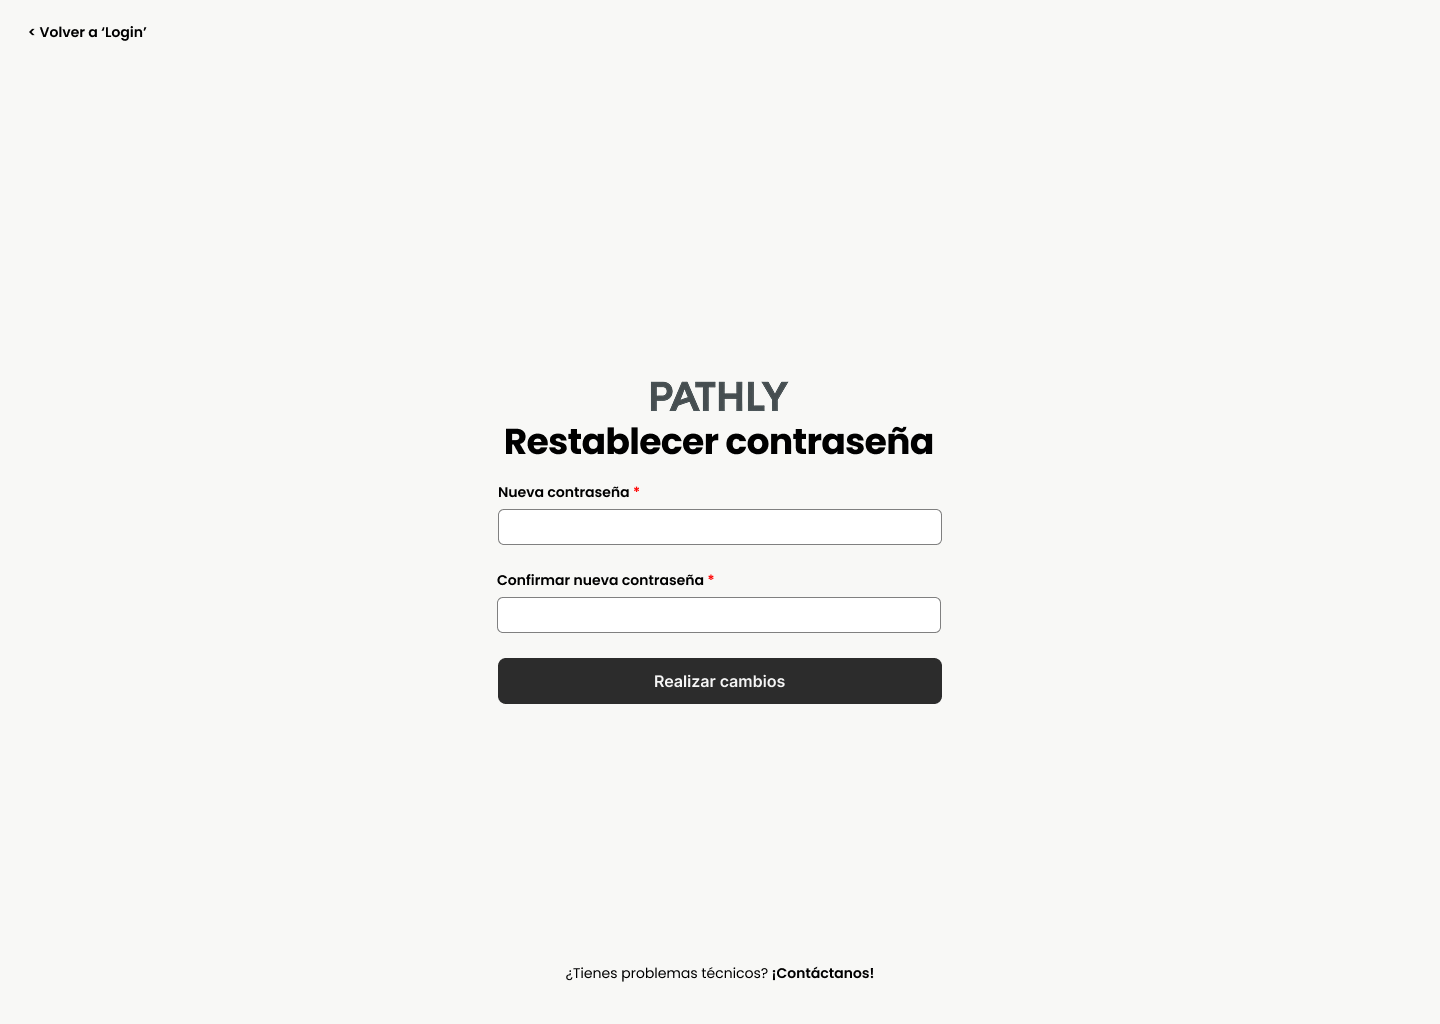 < Volver a ‘Login’
PATHLY
Restablecer contraseña
Nueva contraseña *
Confirmar nueva contraseña *
Realizar cambios
¿Tienes problemas técnicos? ¡Contáctanos!